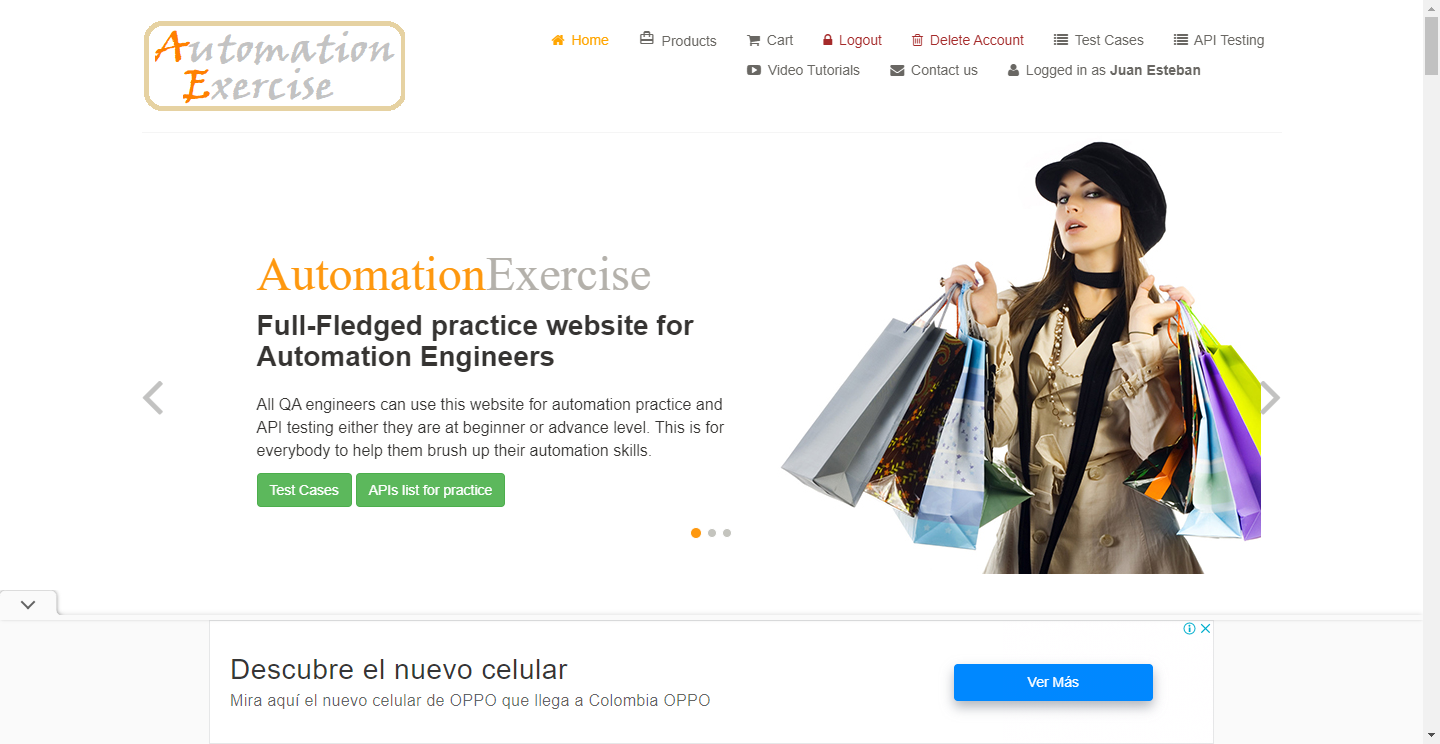 Automation
Exercise
Home Products Cart Logout Delete Account Test Cases API Testing
Video Tutorials Contact us Logged in as Juan Esteban
AutomationExercise
Full-Fledged practice website for
Automation Engineers
All QA engineers can use this website for automation practice and
API testing either they are at beginner or advance level. This is for
everybody to help them brush up their automation skills.
Test Cases APIs list for practice
Descubre el nuevo celular
Mira aquí el nuevo celular de OPPO que llega a Colombia OPPO
Ver Más